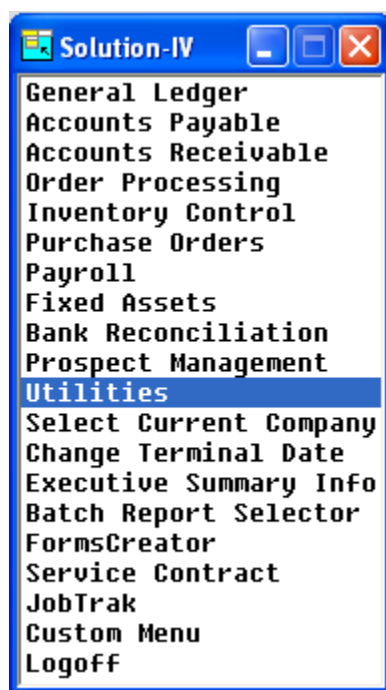 Solution-IV
General Ledger
Accounts Payable
Accounts Receivable
Order Processing
Inventory Control
Purchase Orders
Payroll
Fixed Assets
Bank Reconciliation
Prospect Management
Utilities
Select Current Company
Change Terminal Date
Executive Summary Info
Batch Report Selector
FormsCreator
Service Contract
JobTrak
Custom Menu
Logoff